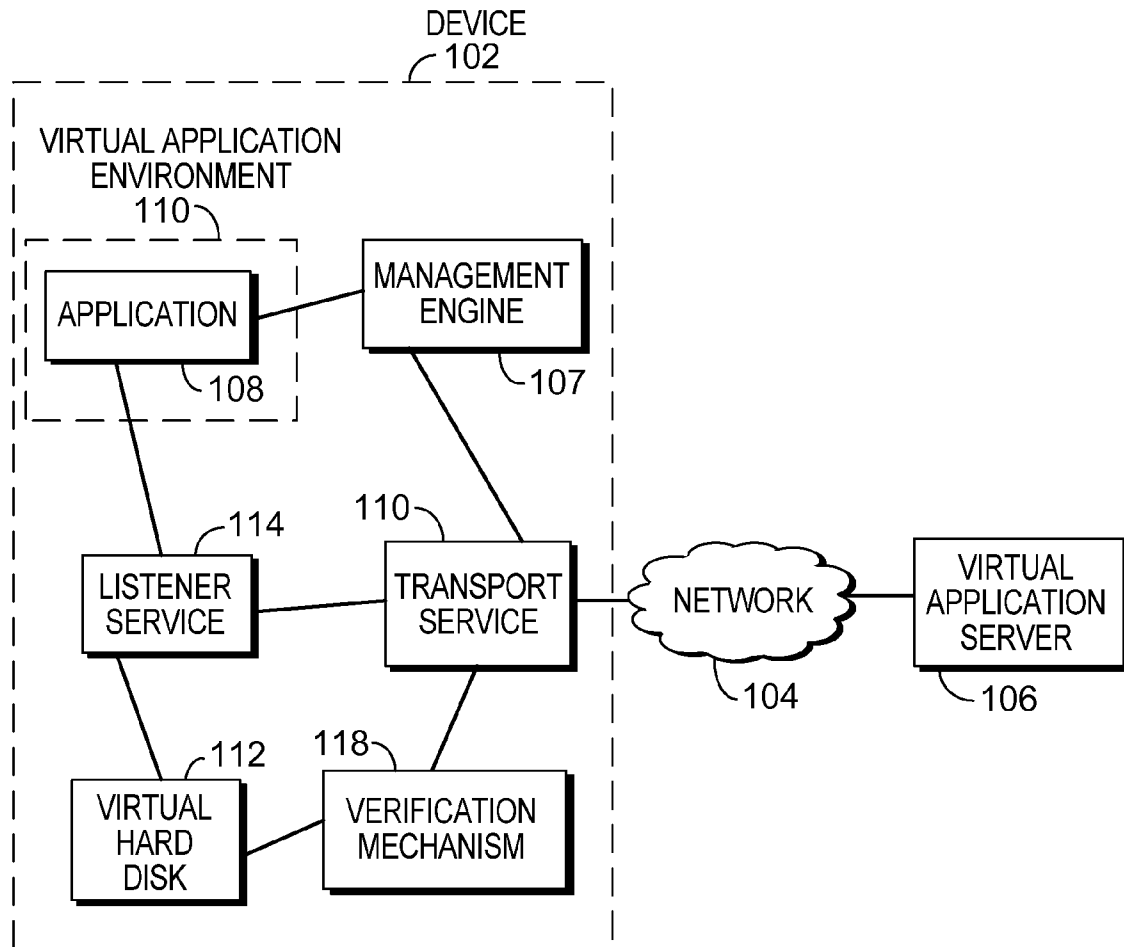 DEVICE
102
VIRTUAL APPLICATION
ENVIRONMENT
110
APPLICATION
108
MANAGEMENT
ENGINE
107
114
LISTENER
SERVICE
110
TRANSPORT
SERVICE
NETWORK
104
VIRTUAL
APPLICATION
SERVER
106
112
VIRTUAL
HARD
DISK
118
VERIFICATION
MECHANISM